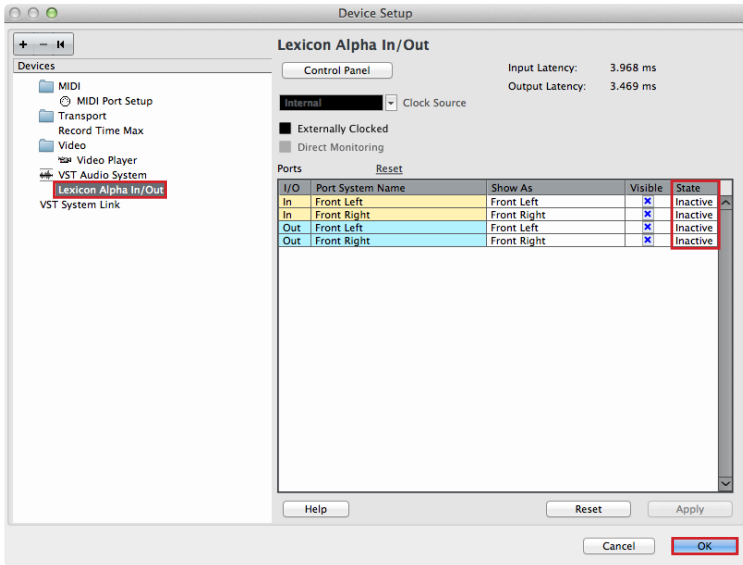 Device Setup
+ −
Devices
MIDI
MIDI Port Setup
Transport
Record Time Max
Video
Video Player
VST Audio System
Lexicon Alpha In/Out
VST System Link
Lexicon Alpha In/Out
Control Panel
Input Latency: 3.968 ms
Output Latency: 3.469 ms
Internal Clock Source
Externally Clocked
Direct Monitoring
Ports Reset
I/O Port System Name Show As Visible State
In Front Left Front Left Inactive
In Front Right Front Right Inactive
Out Front Left Front Left Inactive
Out Front Right Front Right Inactive
Help Reset Apply
Cancel OK